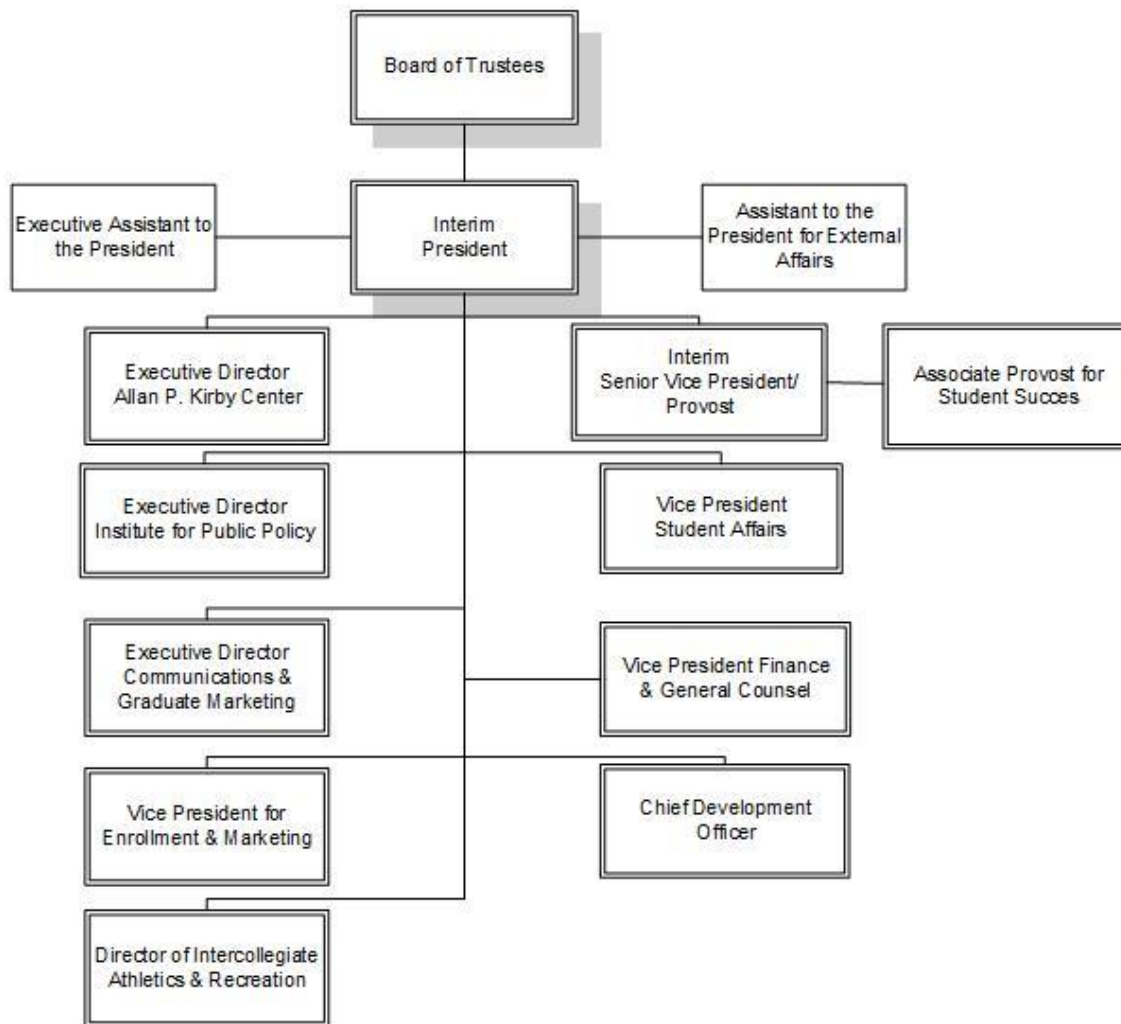 Board of Trustees
Executive Assistant to
the President
Interim
President
Assistant to the
President for External
Affairs
Executive Director
Allan P. Kirby Center
Interim
Senior Vice President/
Provost
Associate Provost for
Student Succes
Executive Director
Institute for Public Policy
Vice President
Student Affairs
Executive Director
Communications &
Graduate Marketing
Vice President Finance
& General Counsel
Vice President for
Enrollment & Marketing
Chief Development
Officer
Director of Intercollegiate
Athletics & Recreation